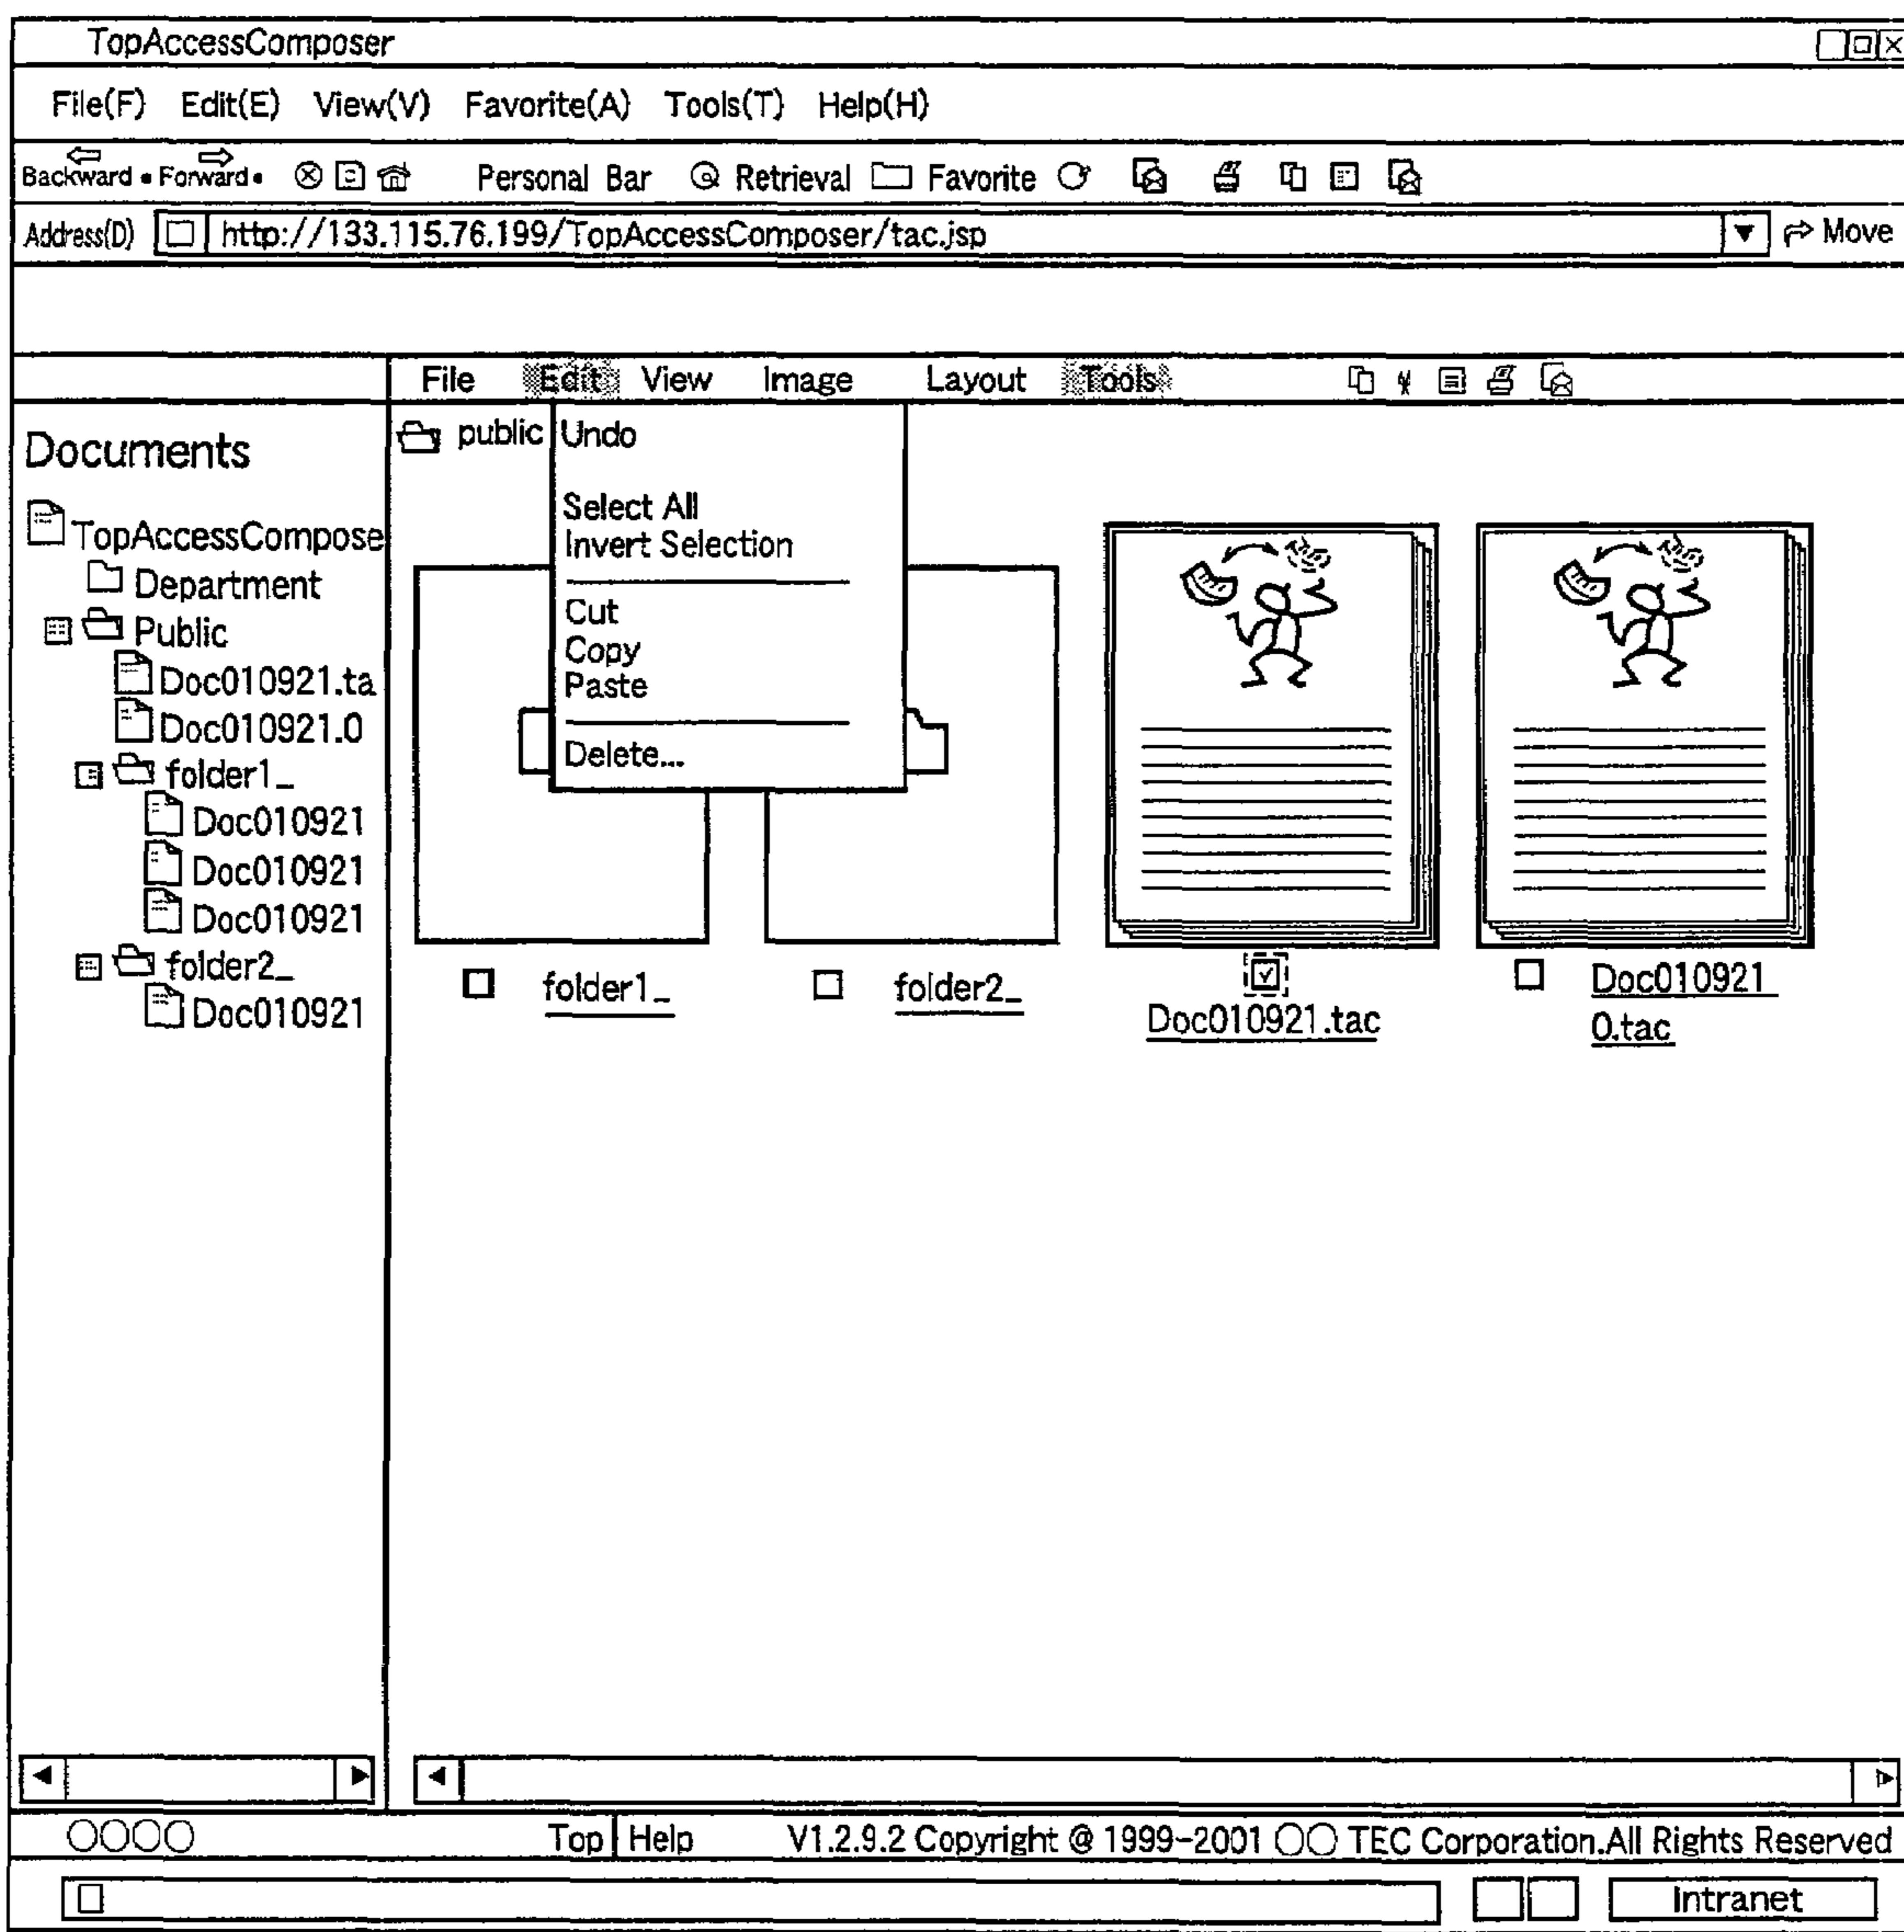 TopAccessComposer
File(F) Edit(E) View(V) Favorite(A) Tools(T) Help(H)
Backward Forward Personal Bar Retrieval Favorite
Address(D) http://133.115.76.199/TopAccessComposer/tac.jsp Move
File Edit View Image Layout Tools
Documents
TopAccessCompose
Department
Public
Doc010921.ta
Doc010921.0
folder1_
Doc010921
Doc010921
Doc010921
folder2_
Doc010921
public
Undo
Select All
Invert Selection
Cut
Copy
Paste
Delete...
folder1_
folder2_
Doc010921.tac
Doc010921
0.tac
○○○○ Top | Help V1.2.9.2 Copyright @ 1999-2001 ○○ TEC Corporation.All Rights Reserved
Intranet